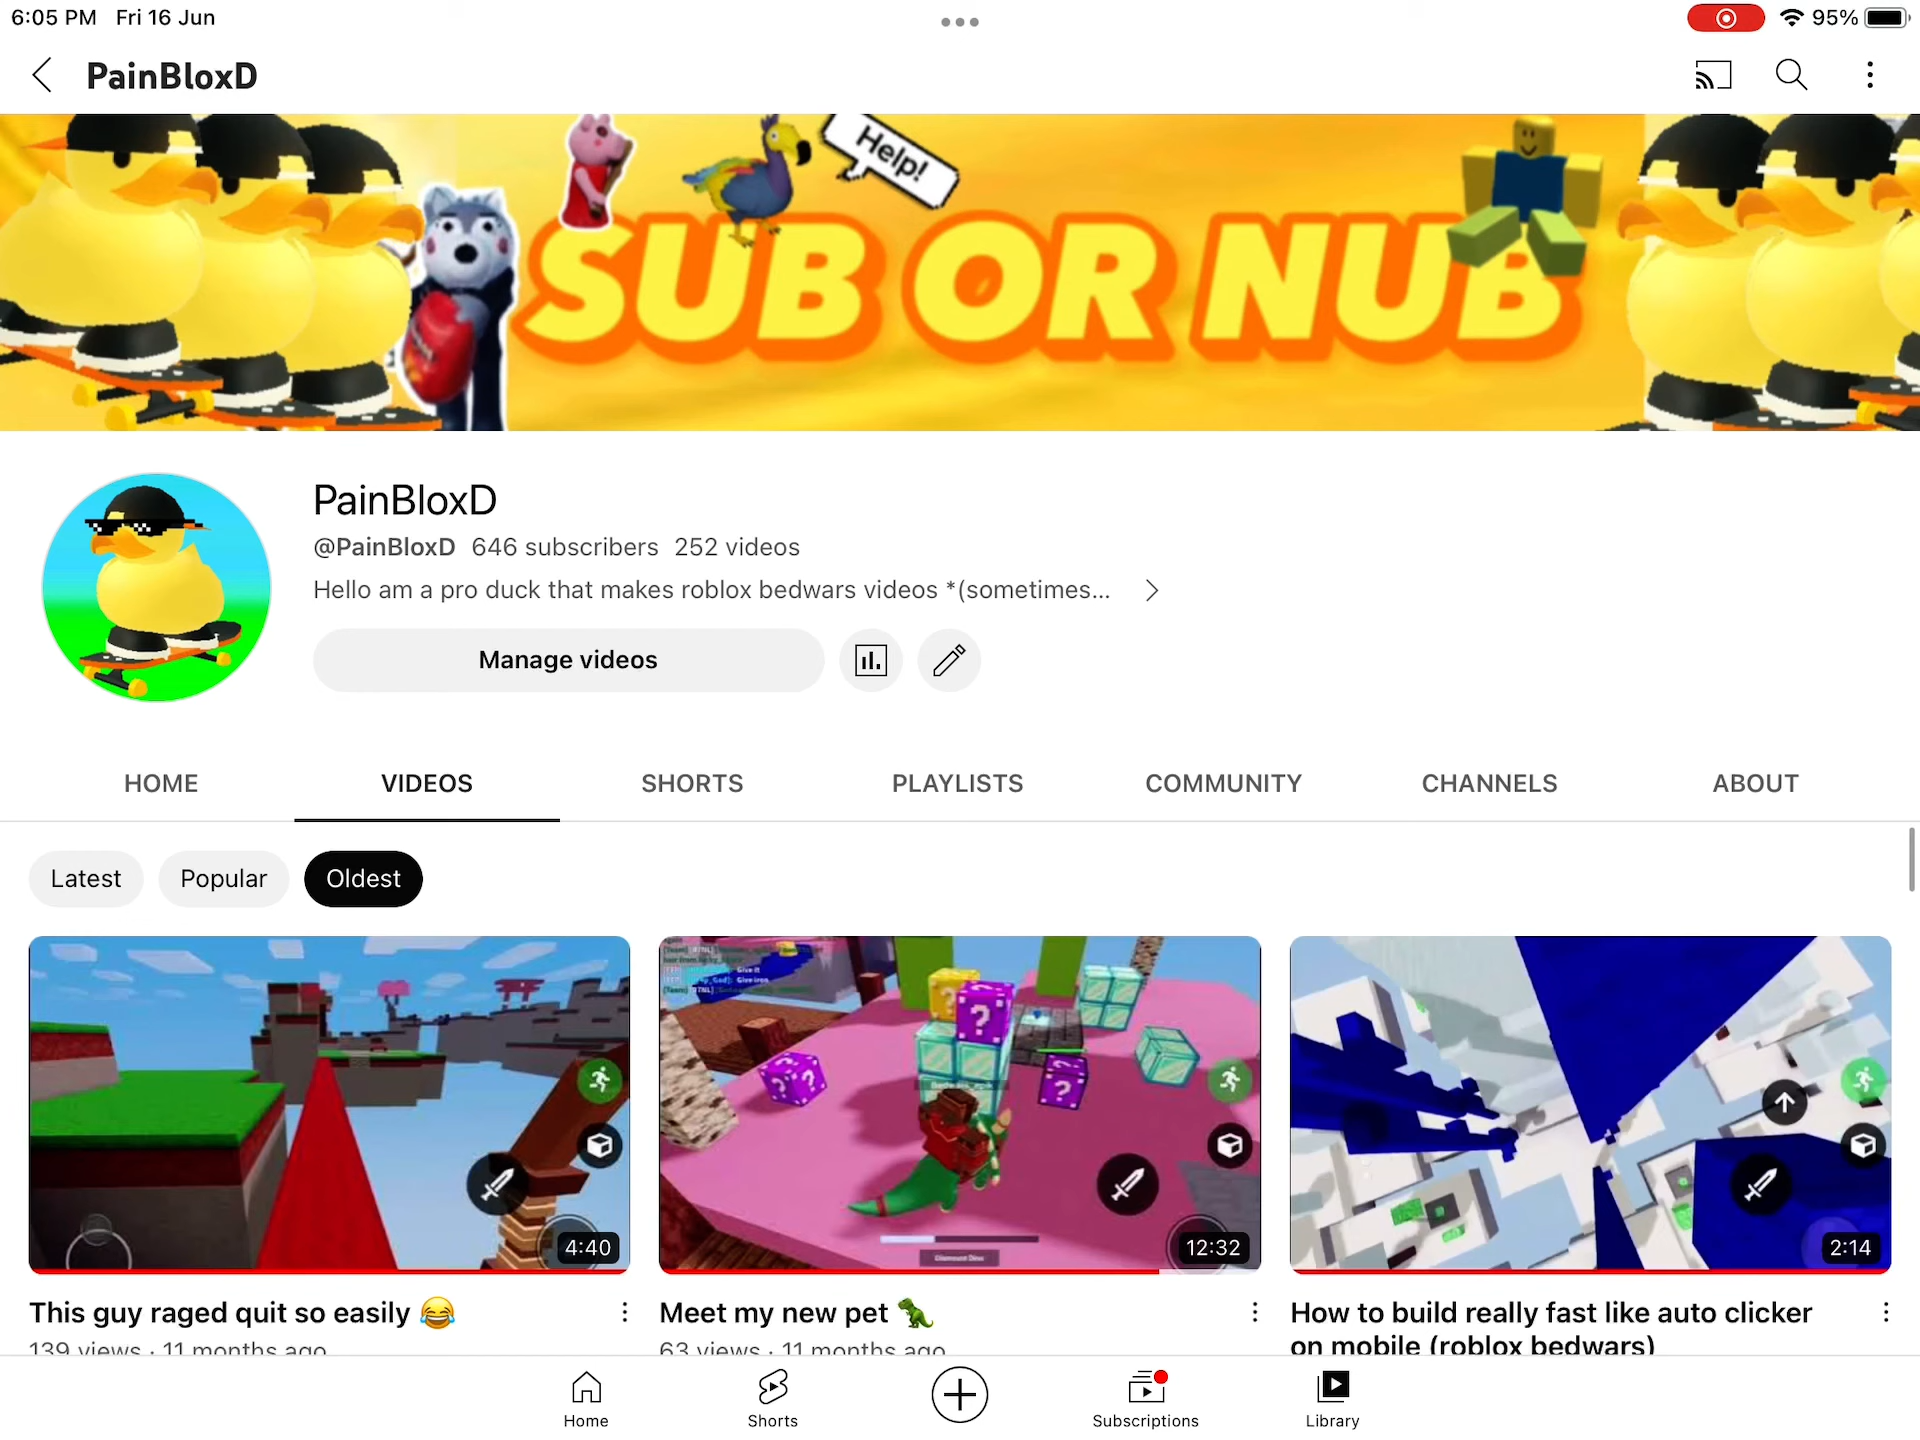 6:05 PM Fri 16 Jun
95%
PainBloxD
Help!
SUB OR NUB
PainBloxD
@PainBloxD 646 subscribers 252 videos
Hello am a pro duck that makes roblox bedwars videos *(sometimes...
Manage videos
HOME VIDEOS SHORTS PLAYLISTS COMMUNITY CHANNELS ABOUT
Latest Popular Oldest
Give it
Give iron
4:40 12:32 2:14
This guy raged quit so easily 😂
139 views · 11 months ago
Meet my new pet 🦖
63 views · 11 months ago
How to build really fast like auto clicker
on mobile (roblox bedwars)
Home Shorts Subscriptions Library